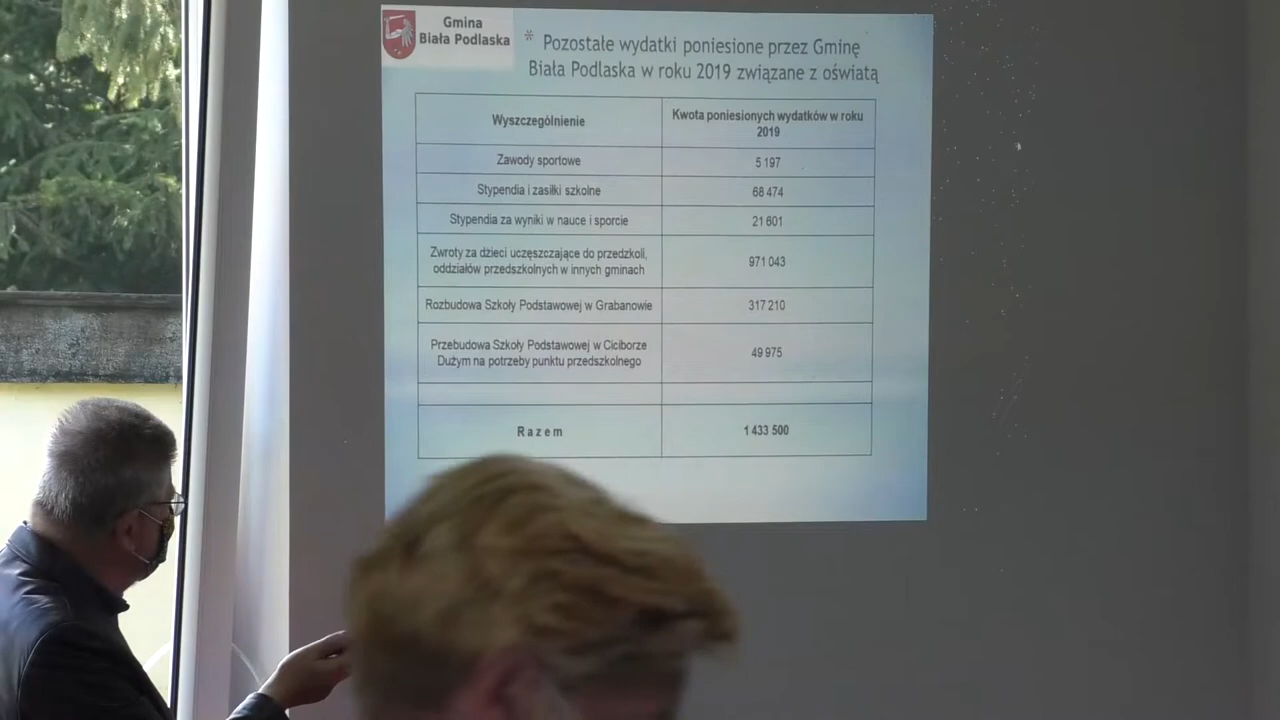 Gmina
Biała Podlaska
* Pozostałe wydatki poniesione przez Gminę
Biała Podlaska w roku 2019 związane z oświatą
Wyszczególnienie
Kwota poniesionych wydatków w roku
2019
Zawody sportowe
5 197
Stypendia i zasiłki szkolne
68 474
Stypendia za wyniki w nauce i sporcie
21 601
Zwroty za dzieci uczęszczające do przedzkoli,
oddziałów przedszkolnych w innych gminach
971 043
Rozbudowa Szkoły Podstawowej w Grabanowie
317 210
Przebudowa Szkoły Podstawowej w Ciciborze
Dużym na potrzeby punktu przedszkolnego
49 975
R a z e m
1 433 500